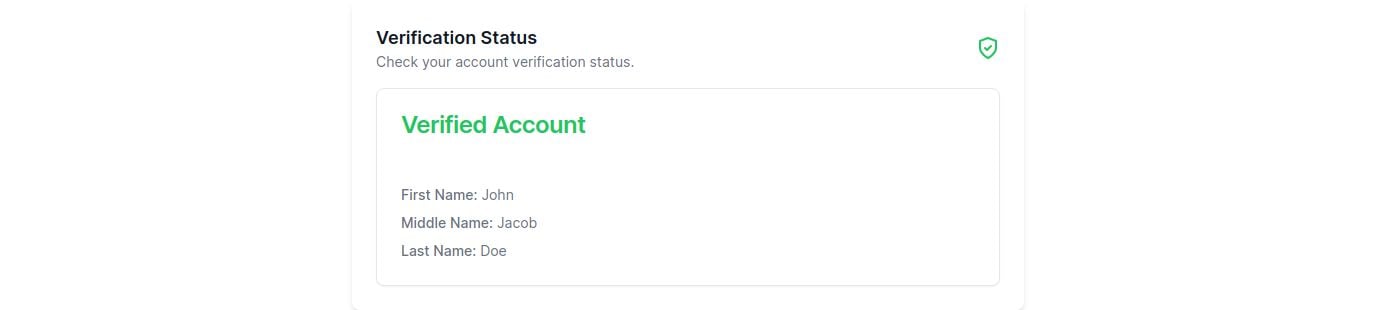 Verification Status
Check your account verification status.
Verified Account
First Name: John
Middle Name: Jacob
Last Name: Doe